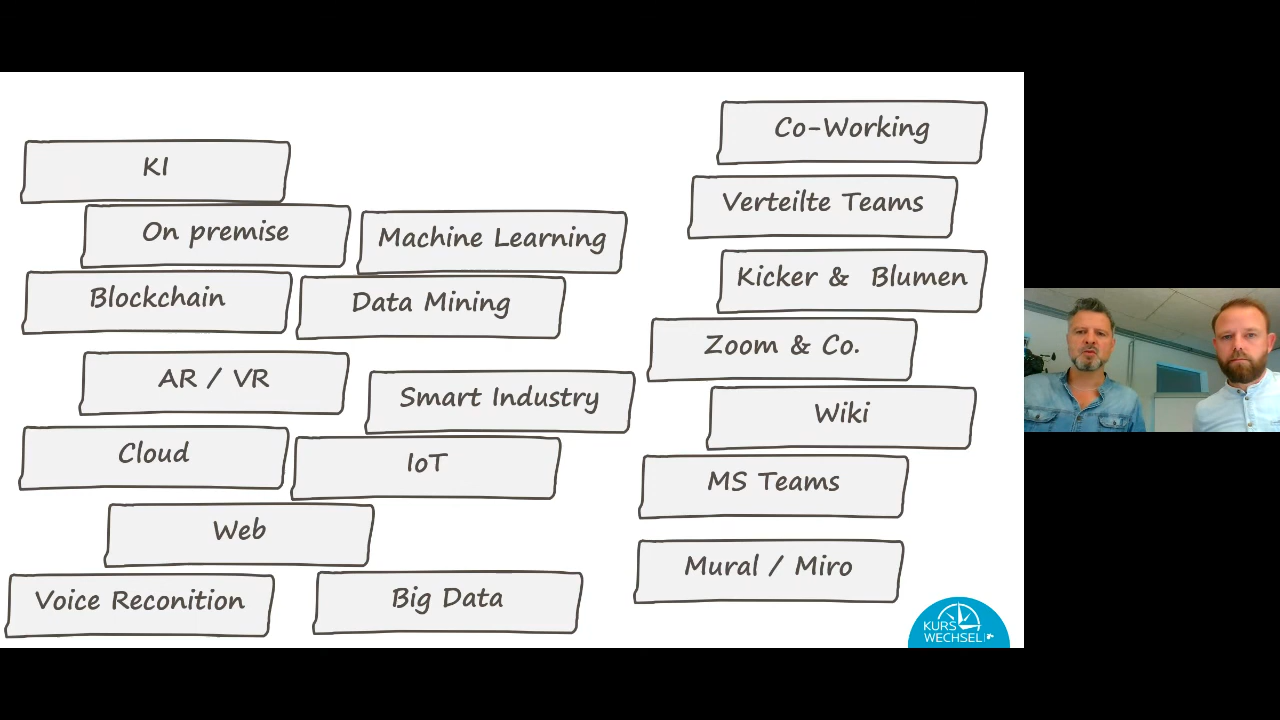 KI
On premise
Machine Learning
Blockchain
Data Mining
AR / VR
Smart Industry
Cloud
IoT
Web
Voice Reconition
Big Data
Co-Working
Verteilte Teams
Kicker & Blumen
Zoom & Co.
Wiki
MS Teams
Mural / Miro
KURS
WECHSEL